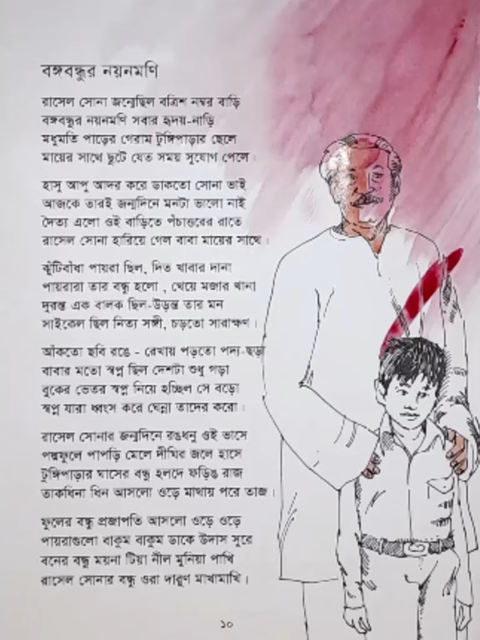 বঙ্গবন্ধুর নয়নমণি
রাসেল সোনা জন্মেছিল বত্রিশ নম্বর বাড়ি
বঙ্গবন্ধুর নয়নমণি সবার হৃদয়-নাড়ি
মধুমতি পাড়ের গেরাম টুঙ্গিপাড়ার ছেলে
মায়ের সাথে ছুটে যেত সময় সুযোগ পেলে।
হাসু আপু আদর করে ডাকতো সোনা ভাই
আজকে তারই জন্মদিনে মনটা ভালো নাই
দৈত্য এলো ওই বাড়িতে পঁচাত্তরের রাতে
রাসেল সোনা হারিয়ে গেল বাবা মায়ের সাথে।
ঝুঁটিবাঁধা পায়রা ছিল, দিত খাবার দানা
পায়রারা তার বন্ধু হলো , খেয়ে মজার খানা
দুরন্ত এক বালক ছিল-উড়ন্ত তার মন
সাইকেল ছিল নিত্য সঙ্গী, চড়তো সারাক্ষণ।
আঁকতো ছবি রঙে - রেখায় পড়তো পদ্য-ছড়া
বাবার মতো স্বপ্ন ছিল দেশটা শুধু গড়া
বুকের ভেতর স্বপ্ন নিয়ে হচ্ছিল সে বড়ো
স্বপ্ন যারা ধ্বংস করে ঘেন্না তাদের করো।
রাসেল সোনার জন্মদিনে রঙধনু ওই ভাসে
পদ্মফুলে পাপড়ি মেলে দীঘির জলে হাসে
টুঙ্গিপাড়ার ঘাসের বন্ধু হলদে ফড়িঙ রাজ
তাকধিনা ধিন আসলো ওড়ে মাথায় পরে তাজ।
ফুলের বন্ধু প্রজাপতি আসলো ওড়ে ওড়ে
পায়রাগুলো বাকুম বাকুম ডাকে উদাস সুরে
বনের বন্ধু ময়না টিয়া নীল মুনিয়া পাখি
রাসেল সোনার বন্ধু ওরা দারুণ মাখামাখি।
১০